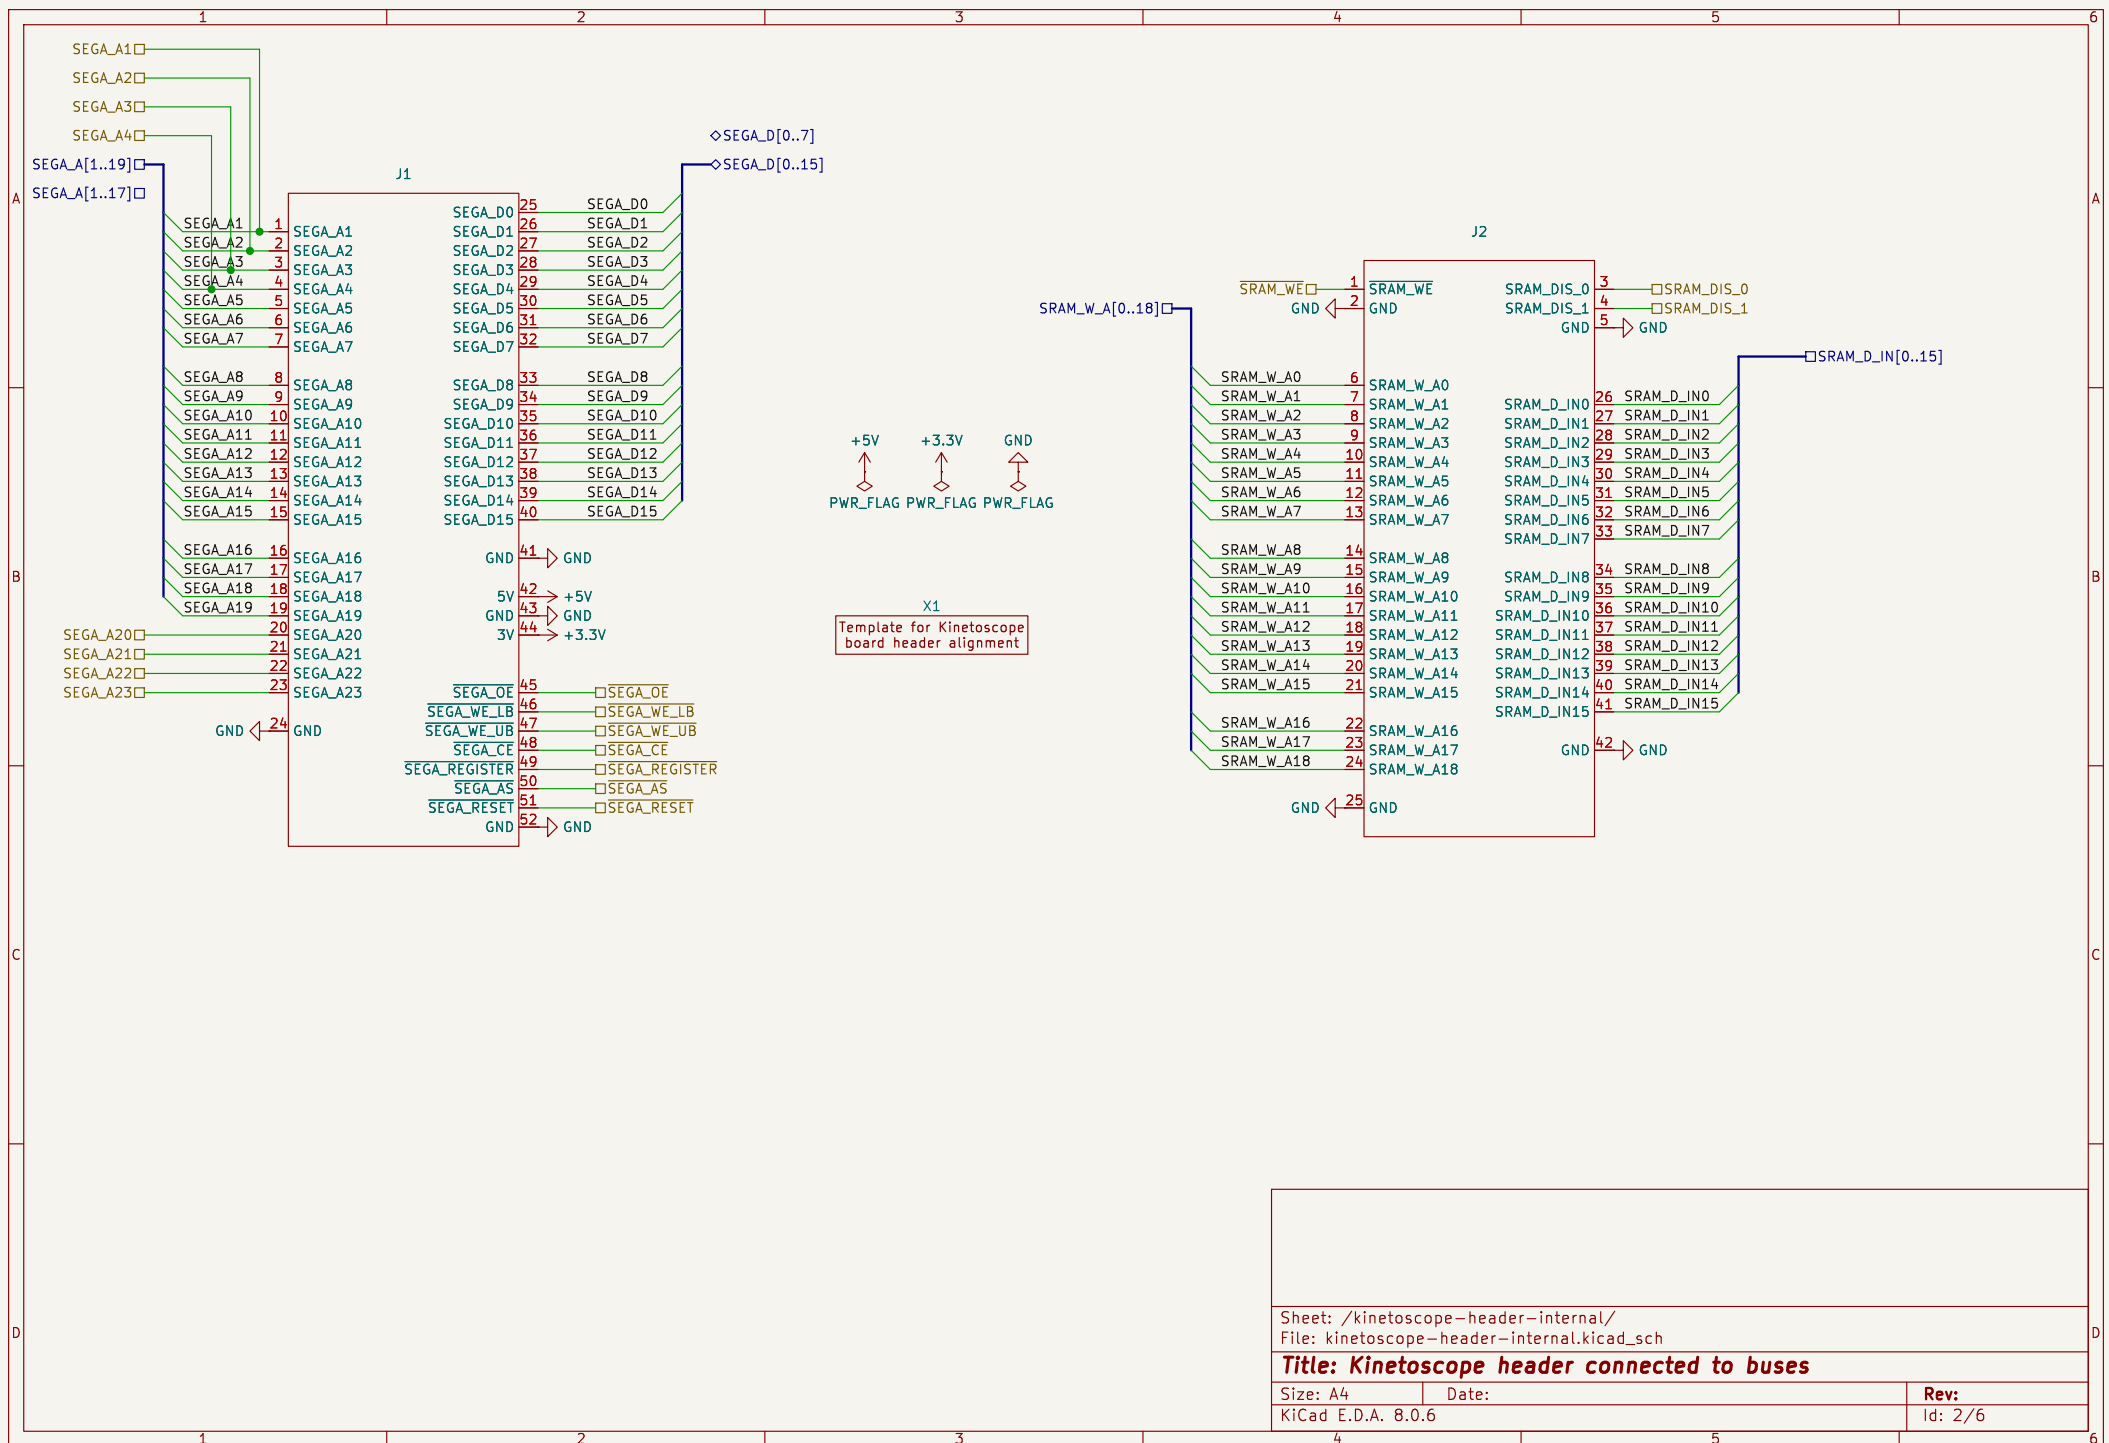 1 2 3 4 5 6
SEGA_A1
SEGA_A2
SEGA_A3
SEGA_A4
SEGA_A[1..19]
SEGA_A[1..17]
A
B
C
D
J1
SEGA_A1 1 SEGA_A1
SEGA_A2 2 SEGA_A2
SEGA_A3 3 SEGA_A3
SEGA_A4 4 SEGA_A4
SEGA_A5 5 SEGA_A5
SEGA_A6 6 SEGA_A6
SEGA_A7 7 SEGA_A7
SEGA_A8 8 SEGA_A8
SEGA_A9 9 SEGA_A9
SEGA_A10 10 SEGA_A10
SEGA_A11 11 SEGA_A11
SEGA_A12 12 SEGA_A12
SEGA_A13 13 SEGA_A13
SEGA_A14 14 SEGA_A14
SEGA_A15 15 SEGA_A15
SEGA_A16 16 SEGA_A16
SEGA_A17 17 SEGA_A17
SEGA_A18 18 SEGA_A18
SEGA_A19 19 SEGA_A19
SEGA_A20 20 SEGA_A20
SEGA_A21 21 SEGA_A21
SEGA_A22 22 SEGA_A22
SEGA_A23 23 SEGA_A23
GND 24 GND
SEGA_D[0..7]
SEGA_D[0..15]
SEGA_D0 25 SEGA_D0
SEGA_D1 26 SEGA_D1
SEGA_D2 27 SEGA_D2
SEGA_D3 28 SEGA_D3
SEGA_D4 29 SEGA_D4
SEGA_D5 30 SEGA_D5
SEGA_D6 31 SEGA_D6
SEGA_D7 32 SEGA_D7
SEGA_D8 33 SEGA_D8
SEGA_D9 34 SEGA_D9
SEGA_D10 35 SEGA_D10
SEGA_D11 36 SEGA_D11
SEGA_D12 37 SEGA_D12
SEGA_D13 38 SEGA_D13
SEGA_D14 39 SEGA_D14
SEGA_D15 40 SEGA_D15
GND 41 GND
5V 42 +5V
GND 43 GND
3V 44 +3.3V
SEGA_OE 45 SEGA_OE
SEGA_WE_LB 46 SEGA_WE_LB
SEGA_WE_UB 47 SEGA_WE_UB
SEGA_CE 48 SEGA_CE
SEGA_REGISTER 49 SEGA_REGISTER
SEGA_AS 50 SEGA_AS
SEGA_RESET 51 SEGA_RESET
GND 52 GND
+5V +3.3V GND
PWR_FLAG PWR_FLAG PWR_FLAG
X1
Template for Kinetoscope
board header alignment
J2
SRAM_WE 1 SRAM_WE
GND 2 GND
SRAM_W_A[0..18]
SRAM_W_A0 6 SRAM_W_A0
SRAM_W_A1 7 SRAM_W_A1
SRAM_W_A2 8 SRAM_W_A2
SRAM_W_A3 9 SRAM_W_A3
SRAM_W_A4 10 SRAM_W_A4
SRAM_W_A5 11 SRAM_W_A5
SRAM_W_A6 12 SRAM_W_A6
SRAM_W_A7 13 SRAM_W_A7
SRAM_W_A8 14 SRAM_W_A8
SRAM_W_A9 15 SRAM_W_A9
SRAM_W_A10 16 SRAM_W_A10
SRAM_W_A11 17 SRAM_W_A11
SRAM_W_A12 18 SRAM_W_A12
SRAM_W_A13 19 SRAM_W_A13
SRAM_W_A14 20 SRAM_W_A14
SRAM_W_A15 21 SRAM_W_A15
SRAM_W_A16 22 SRAM_W_A16
SRAM_W_A17 23 SRAM_W_A17
SRAM_W_A18 24 SRAM_W_A18
GND 25 GND
SRAM_DIS_0 3 SRAM_DIS_0
SRAM_DIS_1 4 SRAM_DIS_1
GND 5 GND
SRAM_D_IN[0..15]
SRAM_D_IN0 26 SRAM_D_IN0
SRAM_D_IN1 27 SRAM_D_IN1
SRAM_D_IN2 28 SRAM_D_IN2
SRAM_D_IN3 29 SRAM_D_IN3
SRAM_D_IN4 30 SRAM_D_IN4
SRAM_D_IN5 31 SRAM_D_IN5
SRAM_D_IN6 32 SRAM_D_IN6
SRAM_D_IN7 33 SRAM_D_IN7
SRAM_D_IN8 34 SRAM_D_IN8
SRAM_D_IN9 35 SRAM_D_IN9
SRAM_D_IN10 36 SRAM_D_IN10
SRAM_D_IN11 37 SRAM_D_IN11
SRAM_D_IN12 38 SRAM_D_IN12
SRAM_D_IN13 39 SRAM_D_IN13
SRAM_D_IN14 40 SRAM_D_IN14
SRAM_D_IN15 41 SRAM_D_IN15
GND 42 GND
A
B
C
D
Sheet: /kinetoscope-header-internal/
File: kinetoscope-header-internal.kicad_sch
Title: Kinetoscope header connected to buses
Size: A4 Date: Rev:
KiCad E.D.A. 8.0.6 Id: 2/6
1 2 3 4 5 6